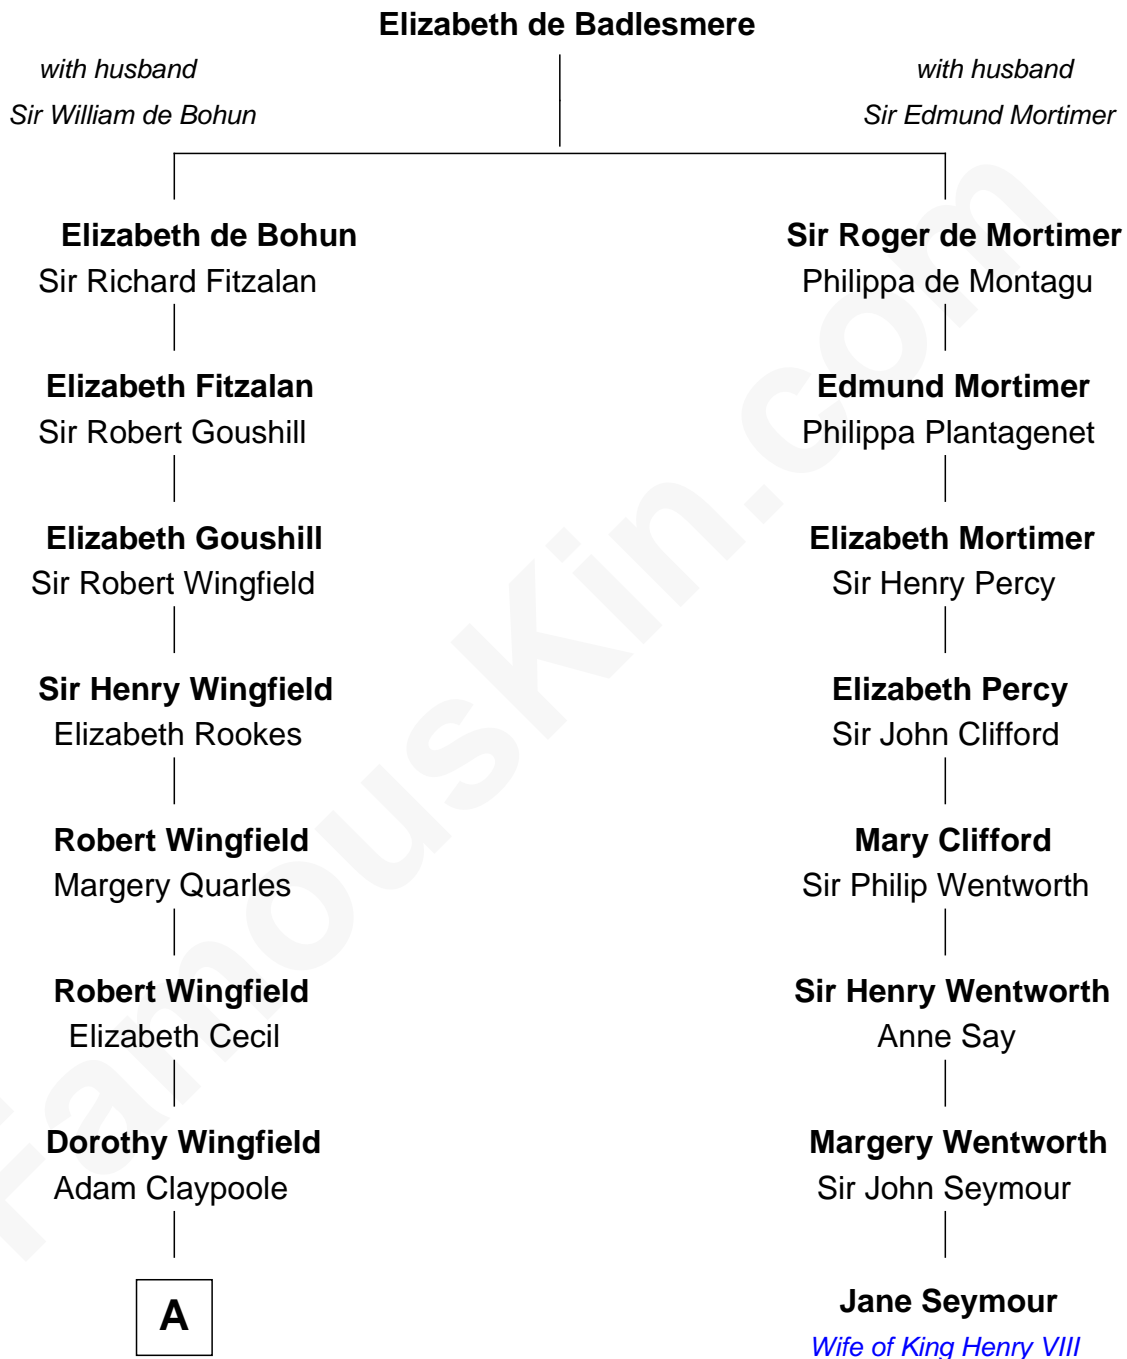 Elizabeth de Badlesmere
with husband
Sir William de Bohun
with husband
Sir Edmund Mortimer
Elizabeth de Bohun
Sir Richard Fitzalan
Elizabeth Fitzalan
Sir Robert Goushill
Elizabeth Goushill
Sir Robert Wingfield
Sir Henry Wingfield
Elizabeth Rookes
Robert Wingfield
Margery Quarles
Robert Wingfield
Elizabeth Cecil
Dorothy Wingfield
Adam Claypoole
A
Sir Roger de Mortimer
Philippa de Montagu
Edmund Mortimer
Philippa Plantagenet
Elizabeth Mortimer
Sir Henry Percy
Elizabeth Percy
Sir John Clifford
Mary Clifford
Sir Philip Wentworth
Sir Henry Wentworth
Anne Say
Margery Wentworth
Sir John Seymour
Jane Seymour
Wife of King Henry VIII
FamousKin.com